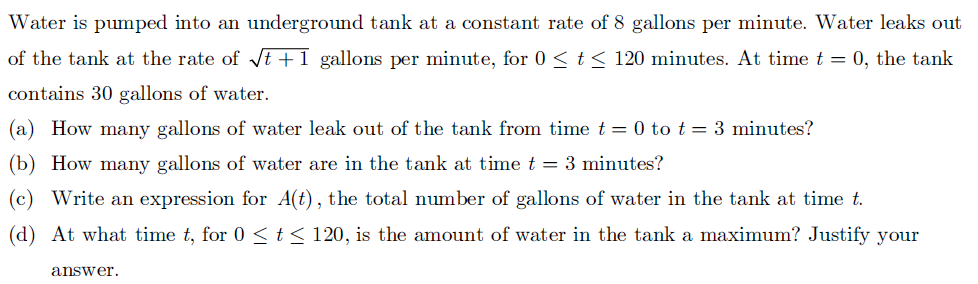 Water is pumped into an underground tank at a constant rate of 8 gallons per minute. Water leaks out
of the tank at the rate of √(t + 1) gallons per minute, for 0 ≤ t ≤ 120 minutes. At time t = 0, the tank
contains 30 gallons of water.
(a) How many gallons of water leak out of the tank from time t = 0 to t = 3 minutes?
(b) How many gallons of water are in the tank at time t = 3 minutes?
(c) Write an expression for A(t), the total number of gallons of water in the tank at time t.
(d) At what time t, for 0 ≤ t ≤ 120, is the amount of water in the tank a maximum? Justify your
answer.